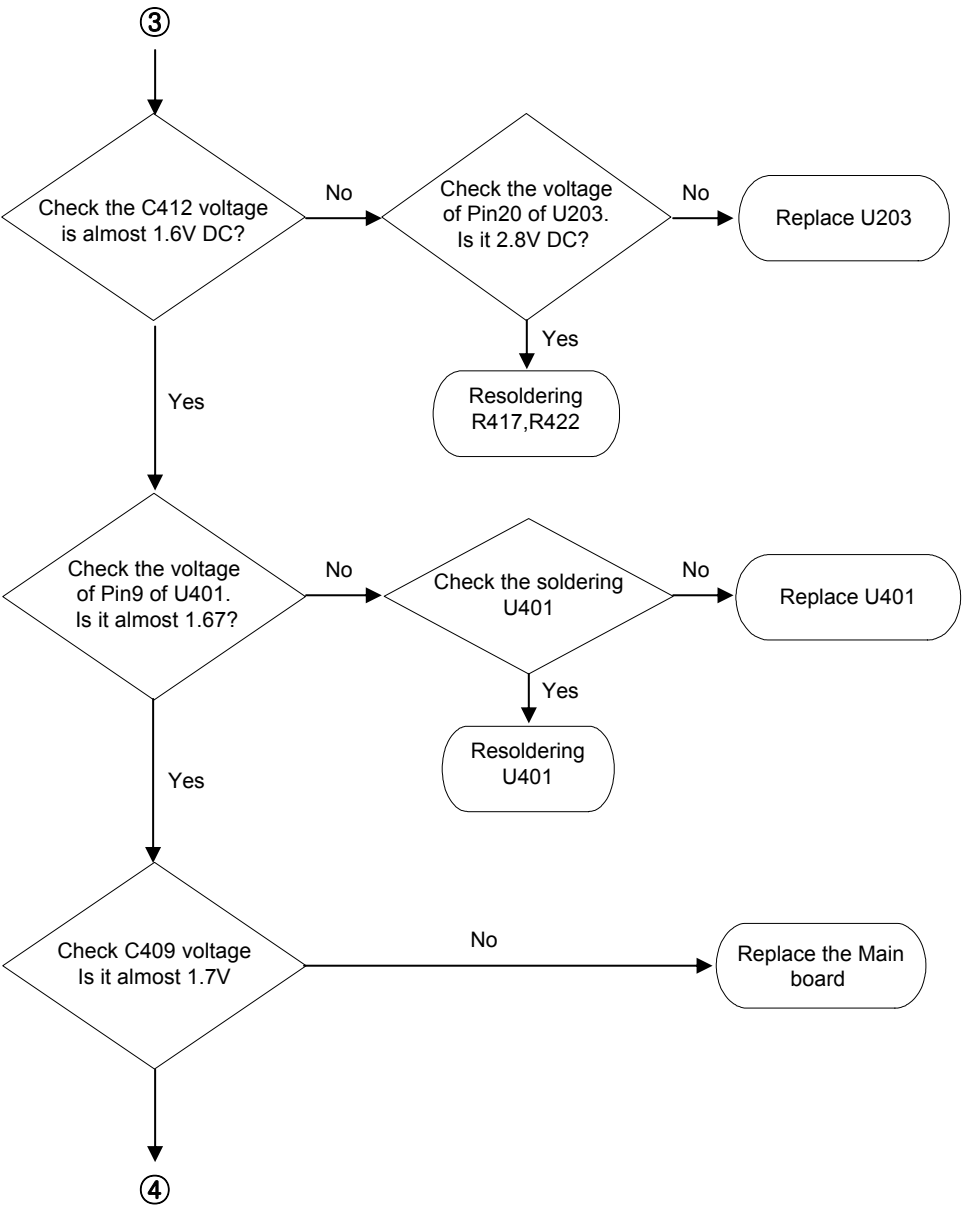 ③
Check the C412 voltage
is almost 1.6V DC?
No
Check the voltage
of Pin20 of U203.
Is it 2.8V DC?
No
Replace U203
Yes
Resoldering
R417,R422
Yes
Check the voltage
of Pin9 of U401.
Is it almost 1.67?
No
Check the soldering
U401
No
Replace U401
Yes
Resoldering
U401
Yes
Check C409 voltage
Is it almost 1.7V
No
Replace the Main
board
④